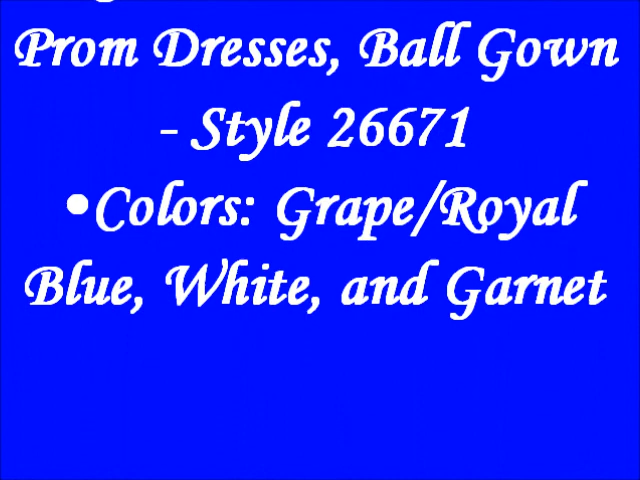 Prom Dresses, Ball Gown
- Style 26671
•Colors: Grape/Royal
Blue, White, and Garnet